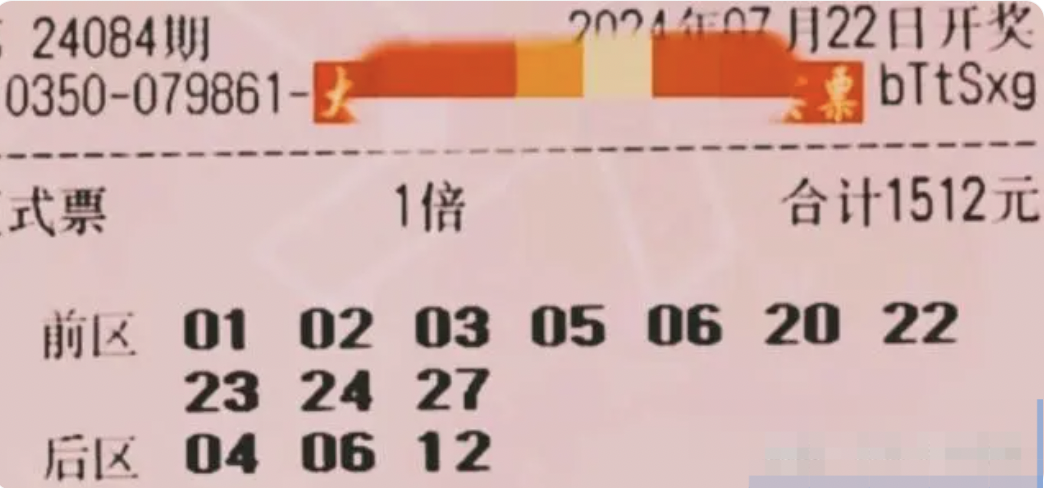 24084期 2024年07月22日开奖
0350-079861- 大 票 bTtSxg
式票 1倍 合计1512元
前区 01 02 03 05 06 20 22
23 24 27
后区 04 06 12